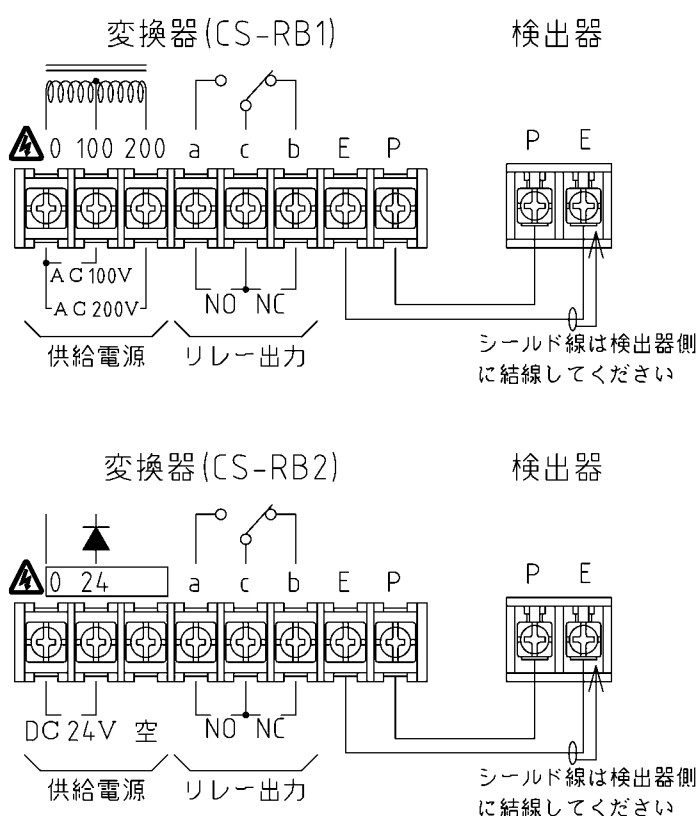 変換器(CS-RB1) 検出器
0 100 200 a c b E P P E
AC100V
AC200V NO NC
供給電源 リレー出力
シールド線は検出器側
に結線してください
変換器(CS-RB2) 検出器
0 24 a c b E P P E
DC24V 空 NO NC
供給電源 リレー出力
シールド線は検出器側
に結線してください